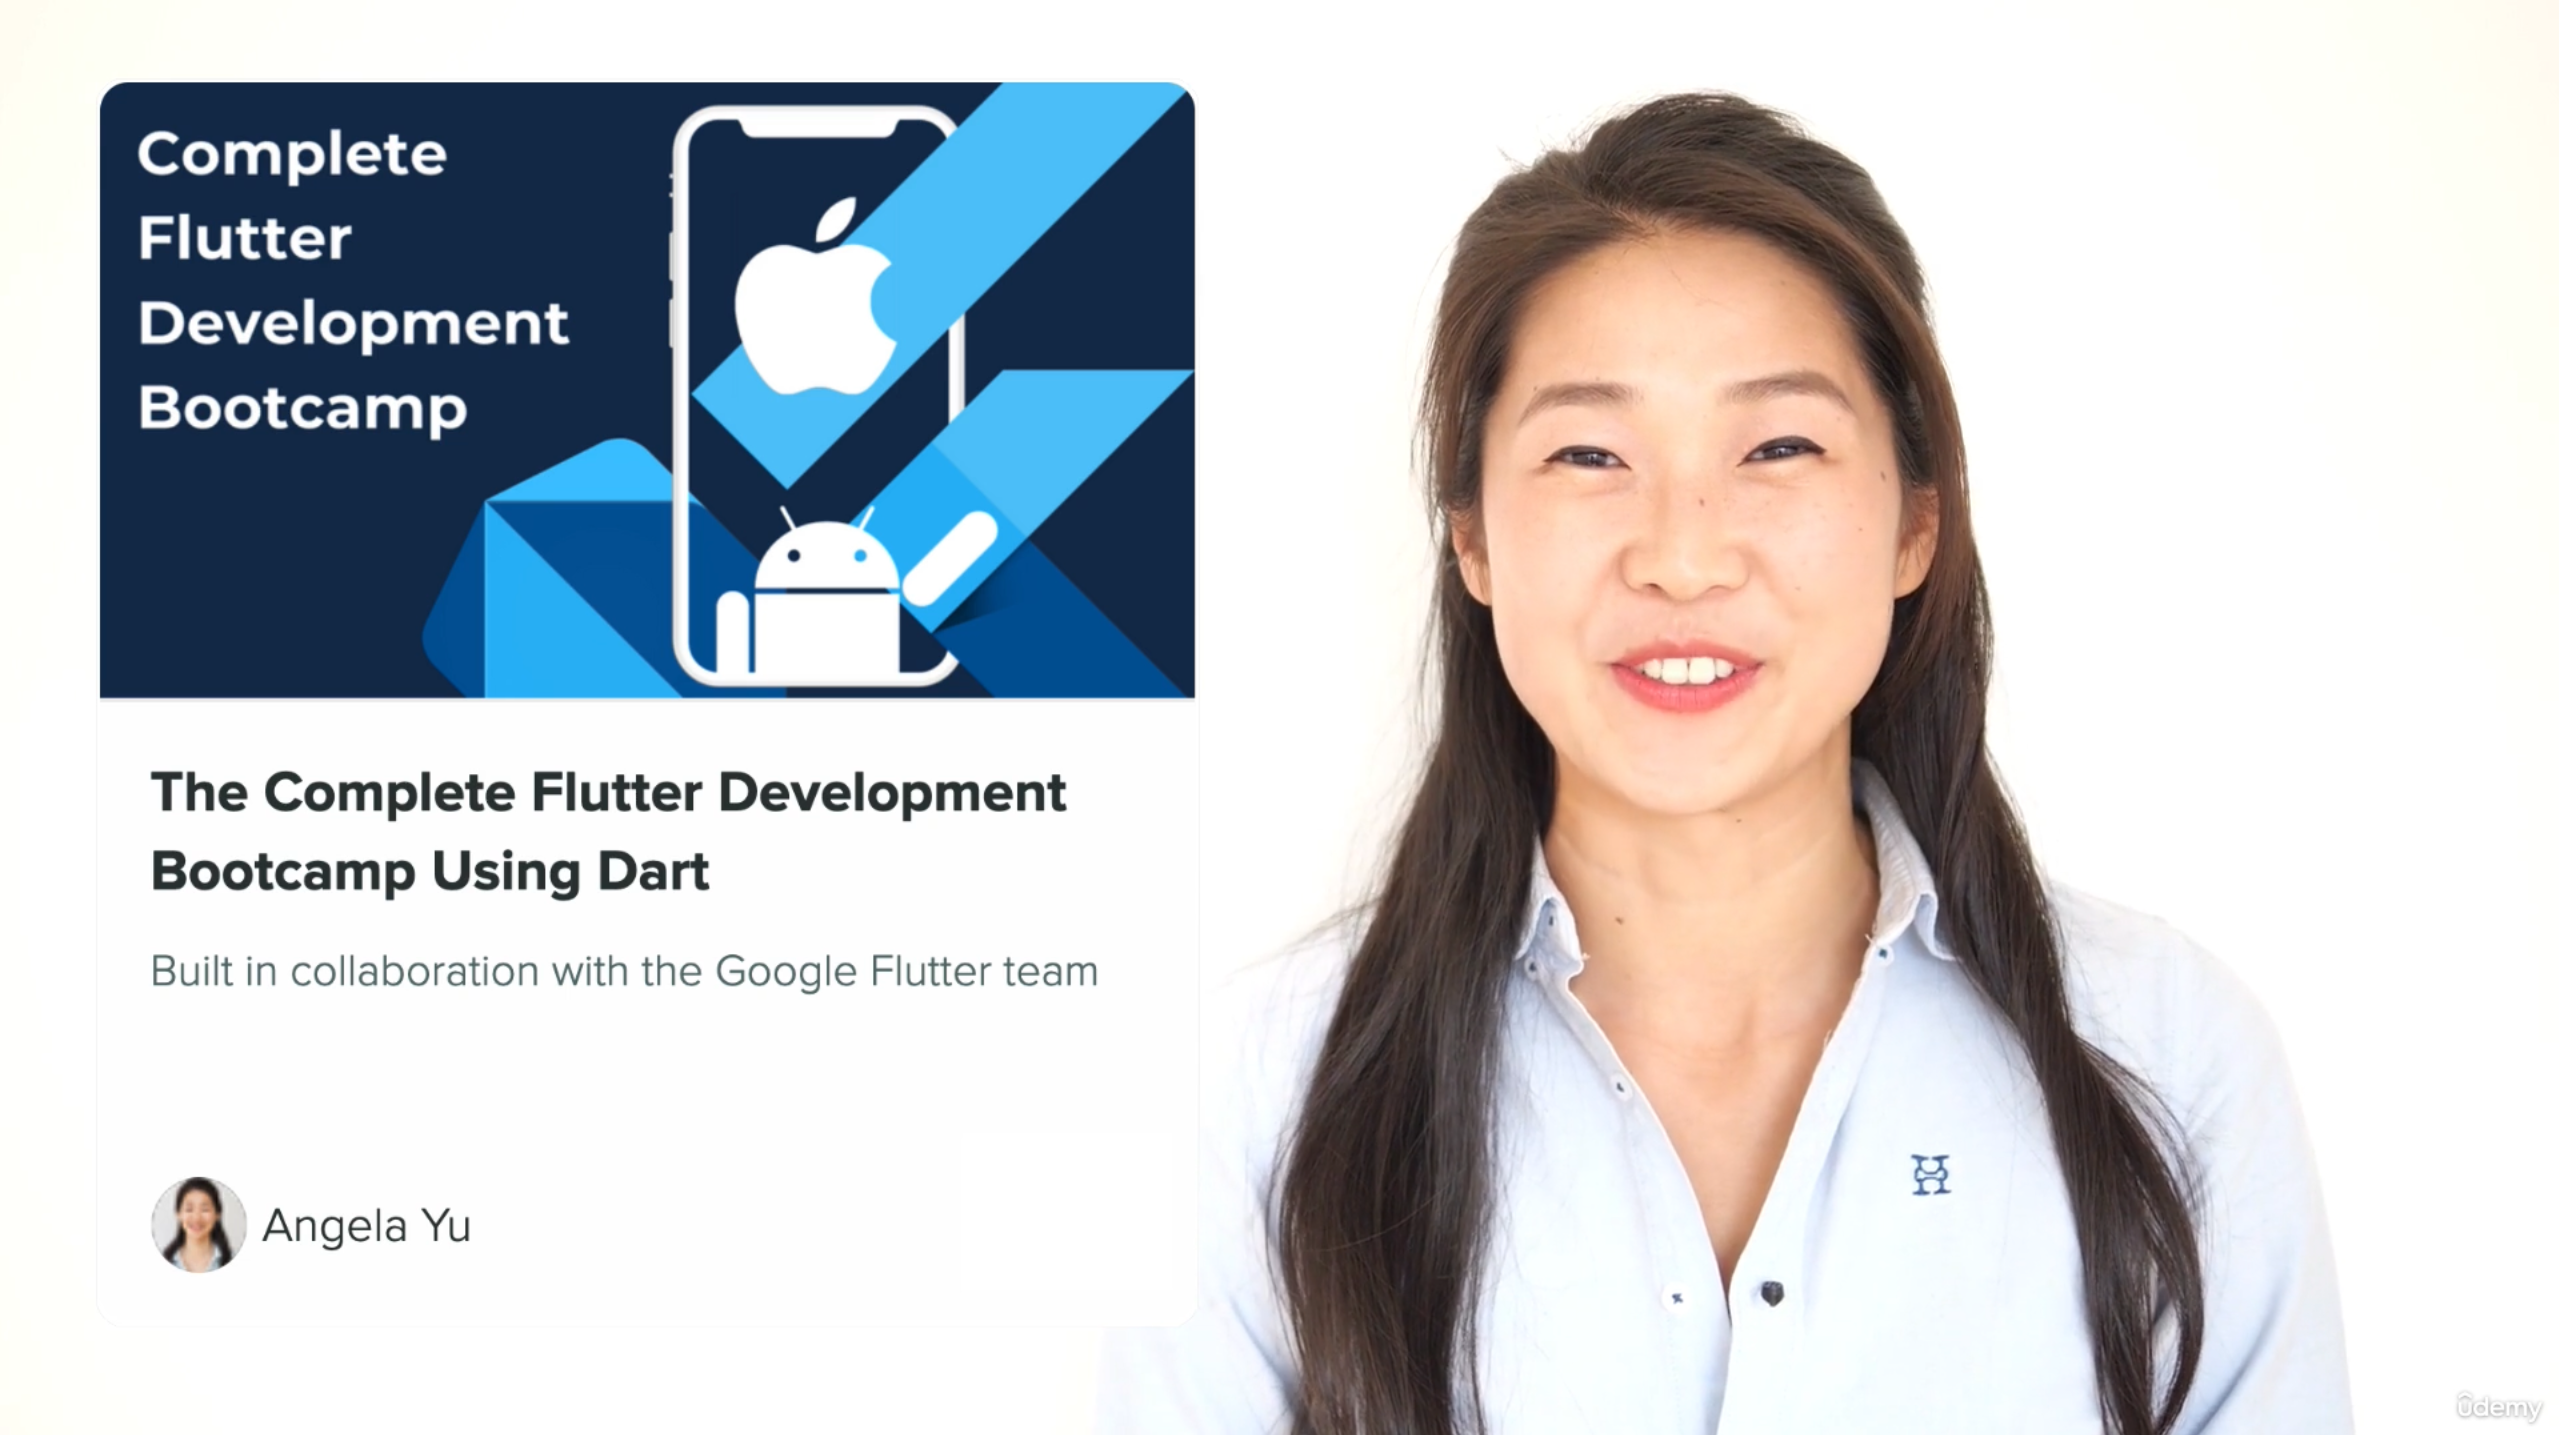 Complete
Flutter
Development
Bootcamp
The Complete Flutter Development
Bootcamp Using Dart
Built in collaboration with the Google Flutter team
Angela Yu
H
ûdemy